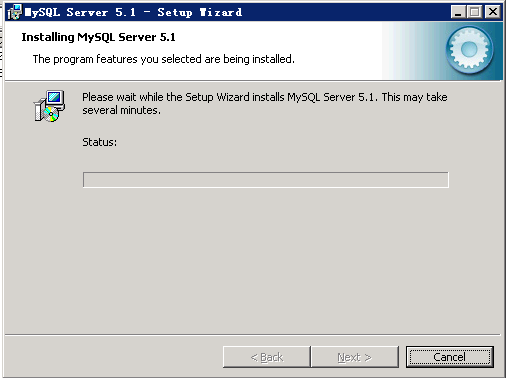 MySQL Server 5.1 - Setup Wizard
Installing MySQL Server 5.1
The program features you selected are being installed.
Please wait while the Setup Wizard installs MySQL Server 5.1. This may take
several minutes.
Status:
< Back
Next >
Cancel